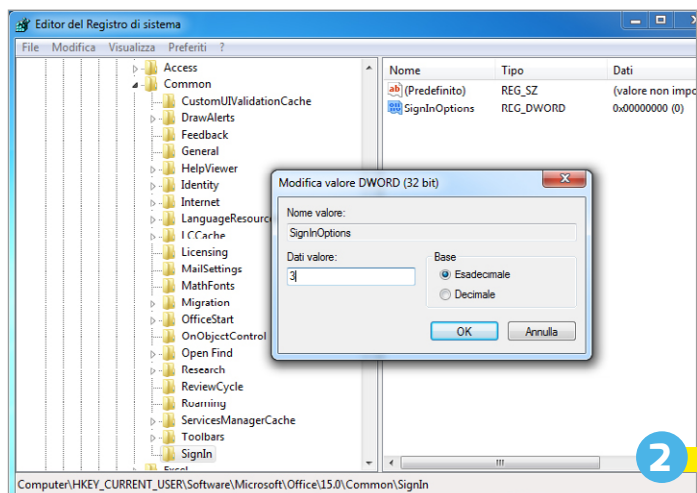 Editor del Registro di sistema
File Modifica Visualizza Preferiti ?
Access
Common
CustomUIValidationCache
DrawAlerts
Feedback
General
HelpViewer
Identity
Internet
LanguageResourc
LCCache
Licensing
MailSettings
MathFonts
Migration
OfficeStart
OnObjectControl
Open Find
Research
ReviewCycle
Roaming
ServicesManagerCache
Toolbars
SignIn
Excel
Nome Tipo Dati
(Predefinito) REG_SZ (valore non impo
SignInOptions REG_DWORD 0x00000000 (0)
Modifica valore DWORD (32 bit)
Nome valore:
SignInOptions
Dati valore:
3
Base
Esadecimale
Decimale
OK Annulla
2
Computer\HKEY_CURRENT_USER\Software\Microsoft\Office\15.0\Common\SignIn